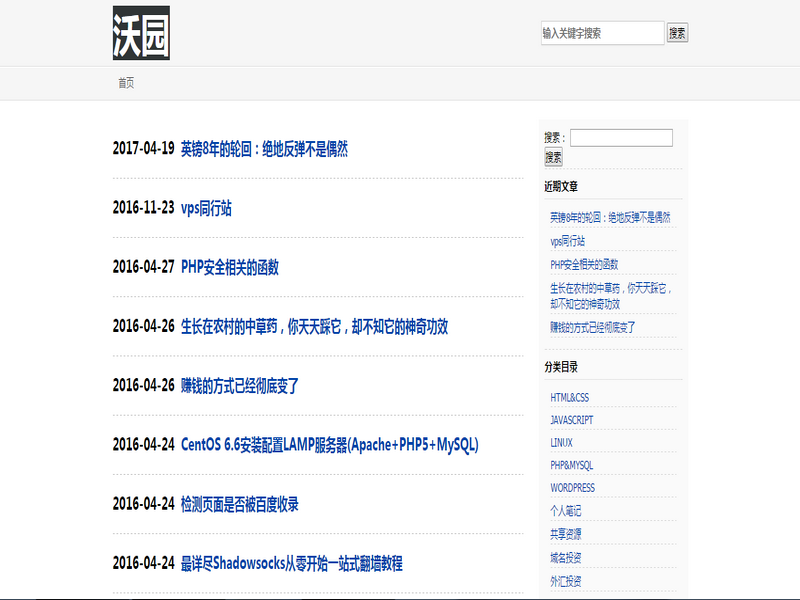 沃园
输入关键字搜索
搜索
首页
2017-04-19 英镑8年的轮回：绝地反弹不是偶然
2016-11-23 vps同行站
2016-04-27 PHP安全相关的函数
2016-04-26 生长在农村的中草药，你天天踩它，却不知它的神奇功效
2016-04-26 赚钱的方式已经彻底变了
2016-04-24 CentOS 6.6安装配置LAMP服务器(Apache+PHP5+MySQL)
2016-04-24 检测页面是否被百度收录
2016-04-24 最详尽Shadowsocks从零开始一站式翻墙教程
搜索：
搜索
近期文章
英镑8年的轮回：绝地反弹不是偶然
vps同行站
PHP安全相关的函数
生长在农村的中草药，你天天踩它，
却不知它的神奇功效
赚钱的方式已经彻底变了
分类目录
HTML&CSS
JAVASCRIPT
LINUX
PHP&MYSQL
WORDPRESS
个人笔记
共享资源
域名投资
外汇投资